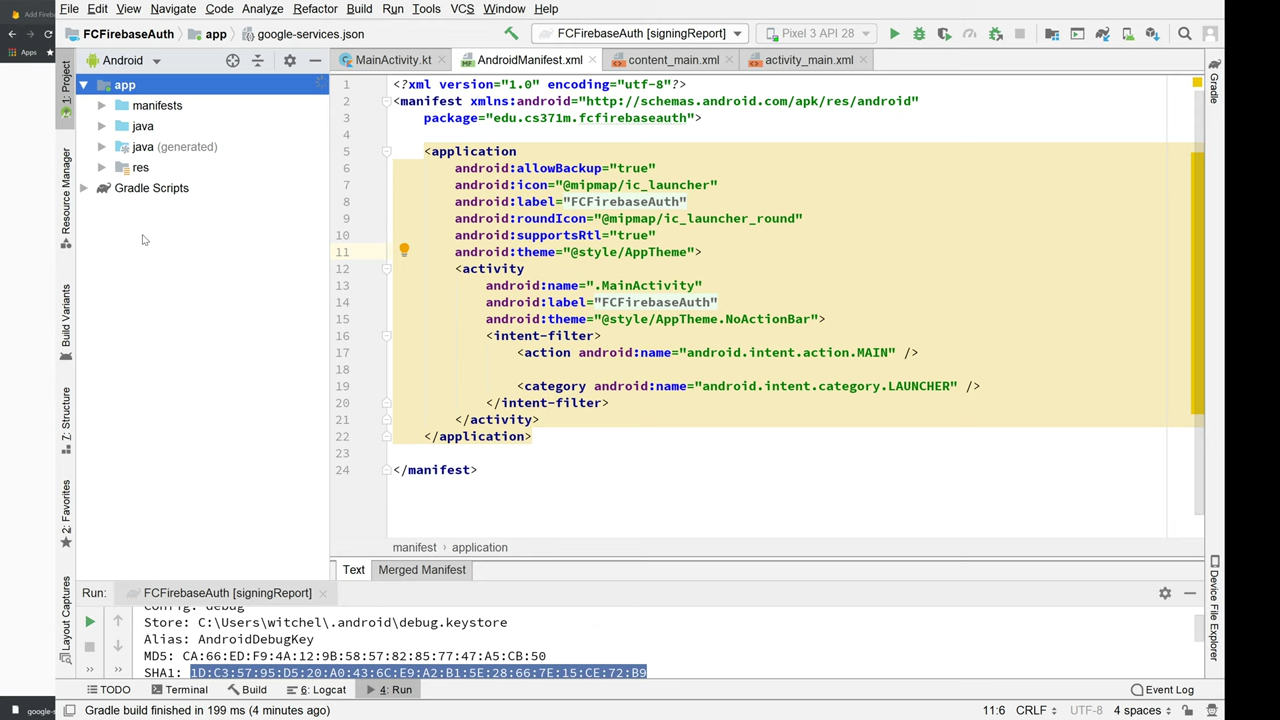 Add Fireb
Apps
File Edit View Navigate Code Analyze Refactor Build Run Tools VCS Window Help
FCFirebaseAuth app google-services.json FCFirebaseAuth [signingReport] Pixel 3 API 28
Android MainActivity.kt AndroidManifest.xml content_main.xml activity_main.xml
1: Project
Resource Manager
Build Variants
7: Structure
2: Favorites
Layout Captures
app
manifests
java
java (generated)
res
Gradle Scripts
1 <?xml version="1.0" encoding="utf-8"?>
2 <manifest xmlns:android="http://schemas.android.com/apk/res/android"
3 package="edu.cs371m.fcfirebaseauth">
4
5 <application
6 android:allowBackup="true"
7 android:icon="@mipmap/ic_launcher"
8 android:label="FCFirebaseAuth"
9 android:roundIcon="@mipmap/ic_launcher_round"
10 android:supportsRtl="true"
11 android:theme="@style/AppTheme">
12 <activity
13 android:name=".MainActivity"
14 android:label="FCFirebaseAuth"
15 android:theme="@style/AppTheme.NoActionBar">
16 <intent-filter>
17 <action android:name="android.intent.action.MAIN" />
18
19 <category android:name="android.intent.category.LAUNCHER" />
20 </intent-filter>
21 </activity>
22 </application>
23
24 </manifest>
manifest › application
Text Merged Manifest
Gradle
Device File Explorer
Run: FCFirebaseAuth [signingReport]
Config: debug
Store: C:\Users\witchel\.android\debug.keystore
Alias: AndroidDebugKey
MD5: CA:66:ED:F9:4A:12:9B:58:57:82:85:77:47:A5:CB:50
SHA1: 1D:C3:57:95:D5:20:A0:43:6C:E9:A2:B1:5E:28:66:7E:15:CE:72:B9
TODO Terminal Build 6: Logcat 4: Run Event Log
google-s
Gradle build finished in 199 ms (4 minutes ago) 11:6 CRLF UTF-8 4 spaces